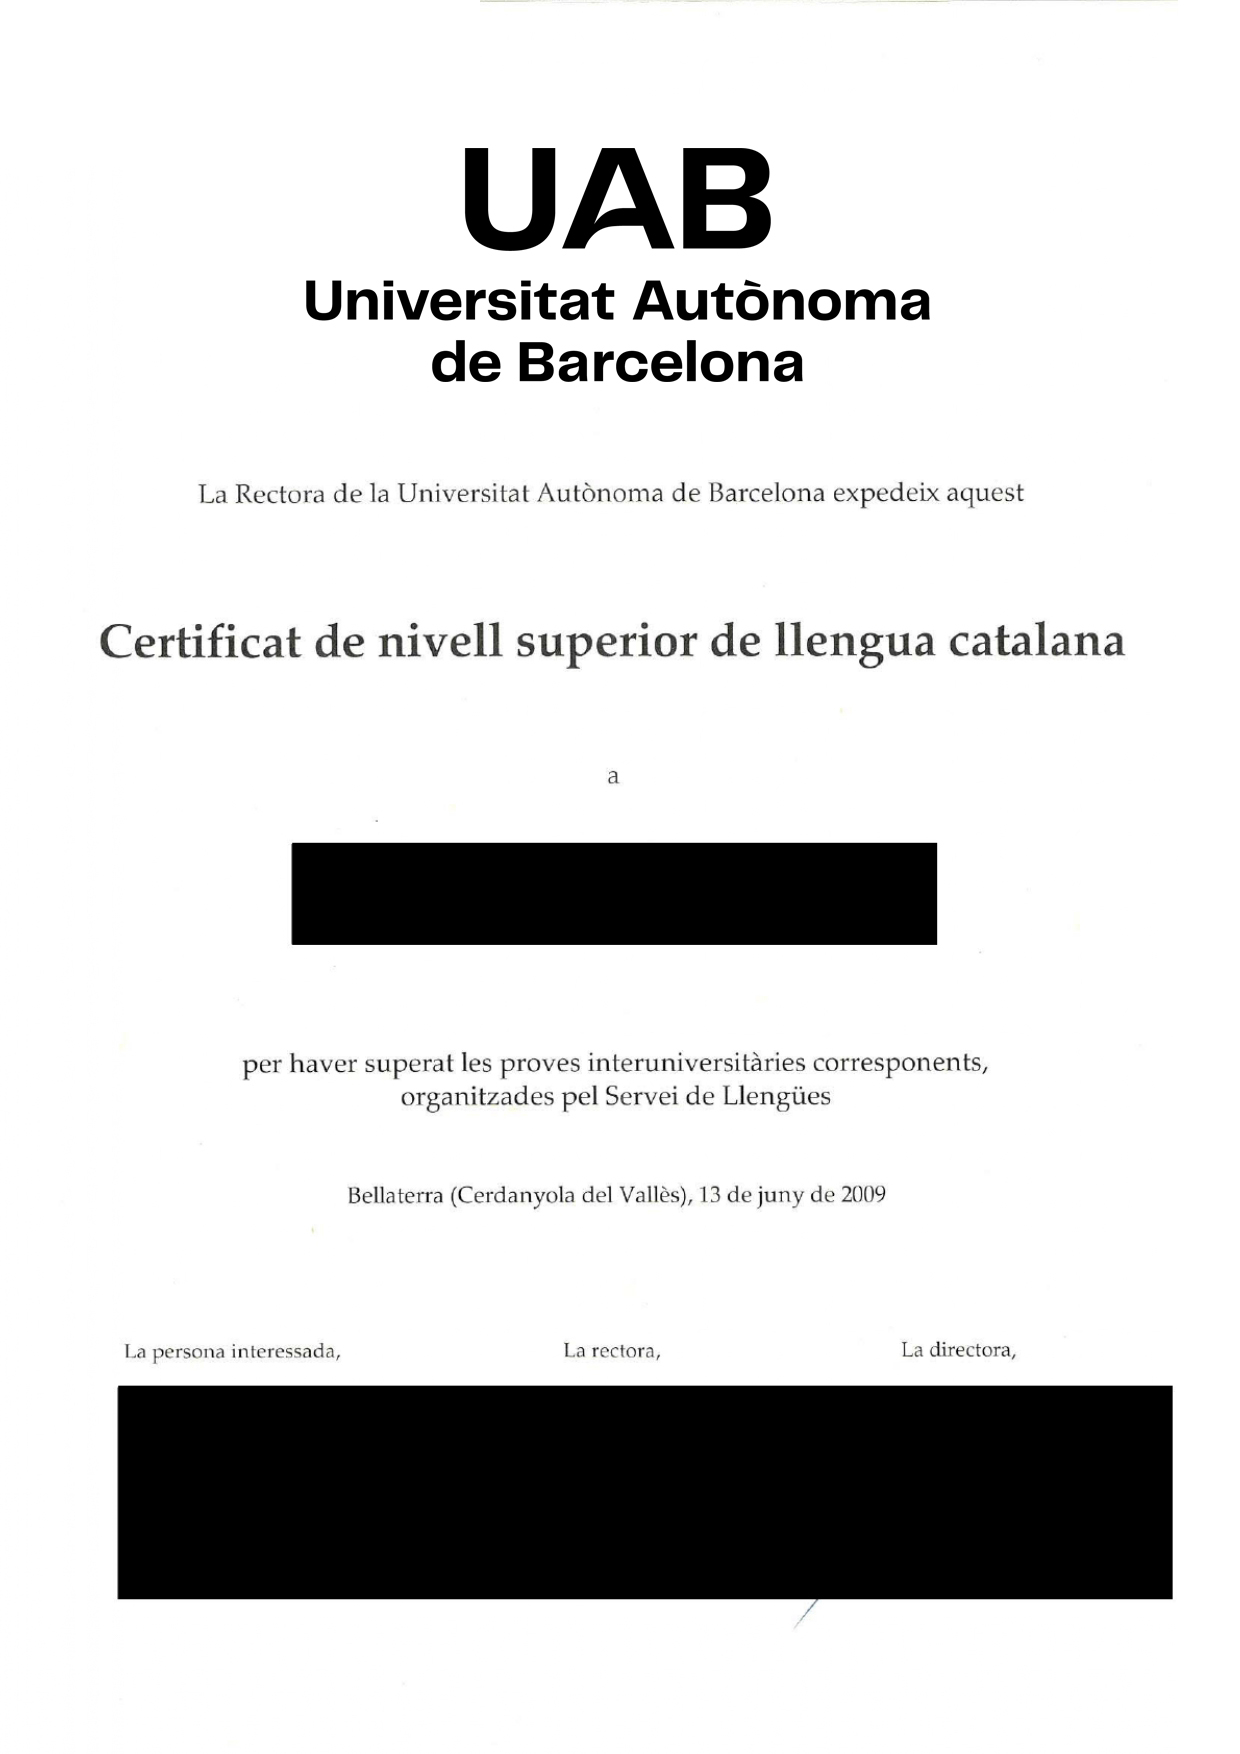 UAB
Universitat Autònoma
de Barcelona
La Rectora de la Universitat Autònoma de Barcelona expedeix aquest
Certificat de nivell superior de llengua catalana
a
per haver superat les proves interuniversitàries corresponents,
organitzades pel Servei de Llengües
Bellaterra (Cerdanyola del Vallès), 13 de juny de 2009
La persona interessada,
La rectora,
La directora,